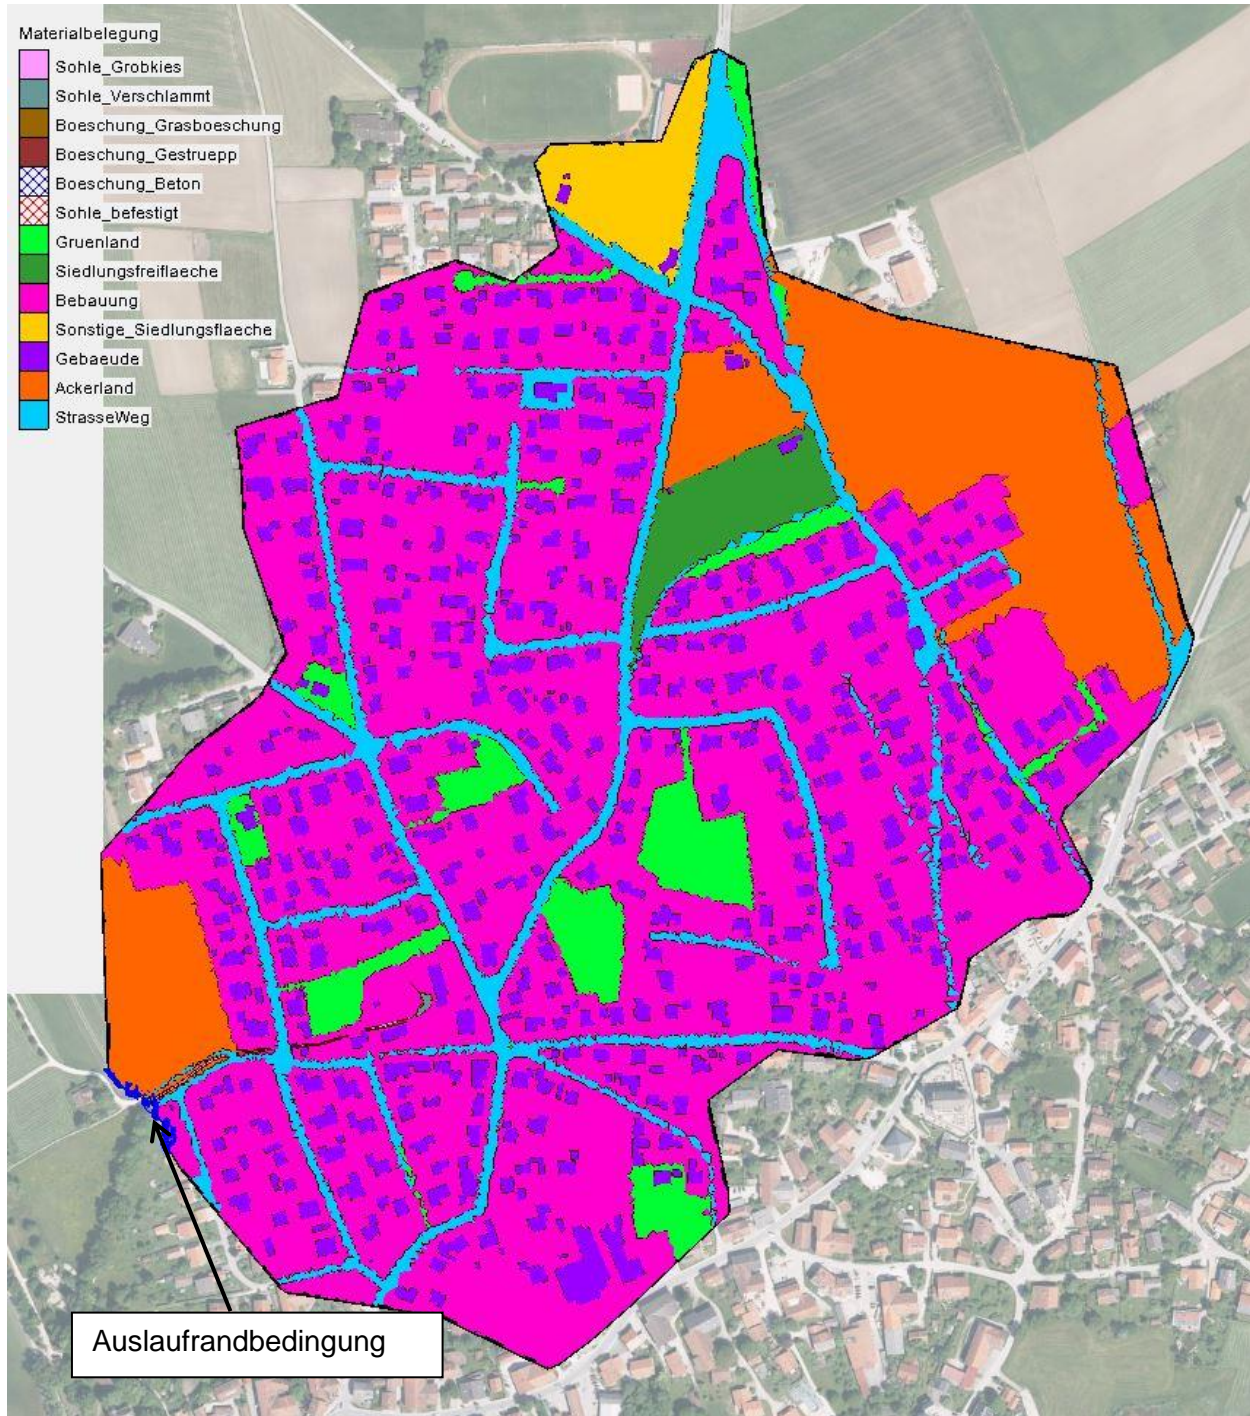 Materialbelegung
Sohle_Grobkies
Sohle_Verschlammt
Boeschung_Grasboeschung
Boeschung_Gestruepp
Boeschung_Beton
Sohle_befestigt
Gruenland
Siedlungsfreiflaeche
Bebauung
Sonstige_Siedlungsflaeche
Gebaeude
Ackerland
StrasseWeg
Auslaufrandbedingung